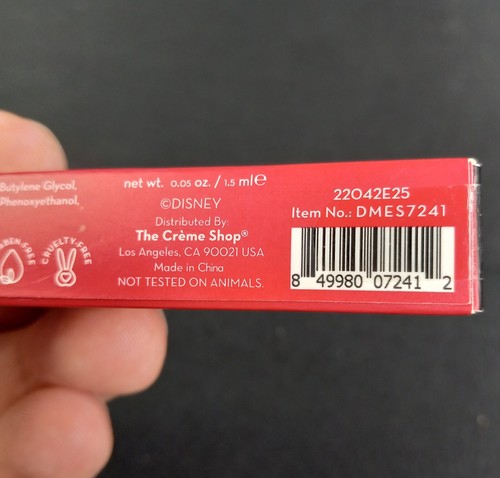 Butylene Glycol,
Phenoxyethanol,
CRUELTY-FREE
net wt. 0.05 oz. / 1.5 ml℮
©DISNEY
Distributed By:
The Crème Shop®
Los Angeles, CA 90021 USA
Made in China
NOT TESTED ON ANIMALS.
22042E25
Item No.: DMES7241
8 49980 07241 2